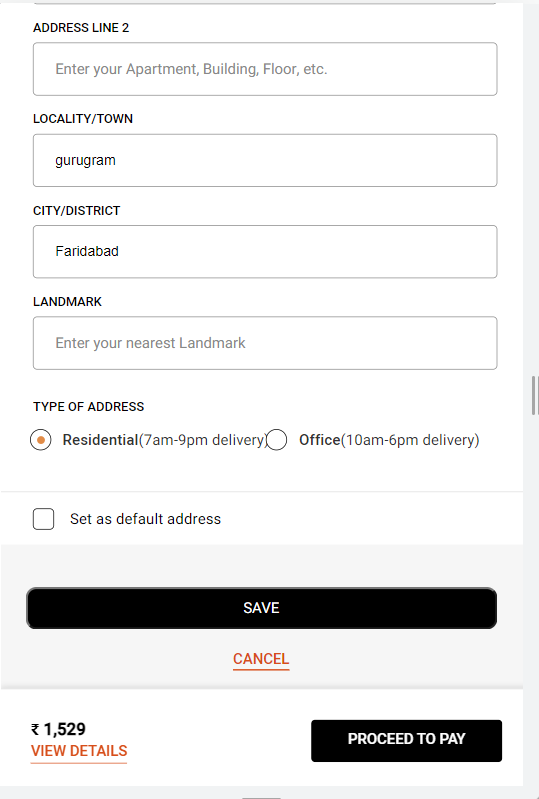 ADDRESS LINE 2
Enter your Apartment, Building, Floor, etc.
LOCALITY/TOWN
gurugram
CITY/DISTRICT
Faridabad
LANDMARK
Enter your nearest Landmark
TYPE OF ADDRESS
Residential(7am-9pm delivery) Office(10am-6pm delivery)
Set as default address
SAVE
CANCEL
₹ 1,529
VIEW DETAILS
PROCEED TO PAY